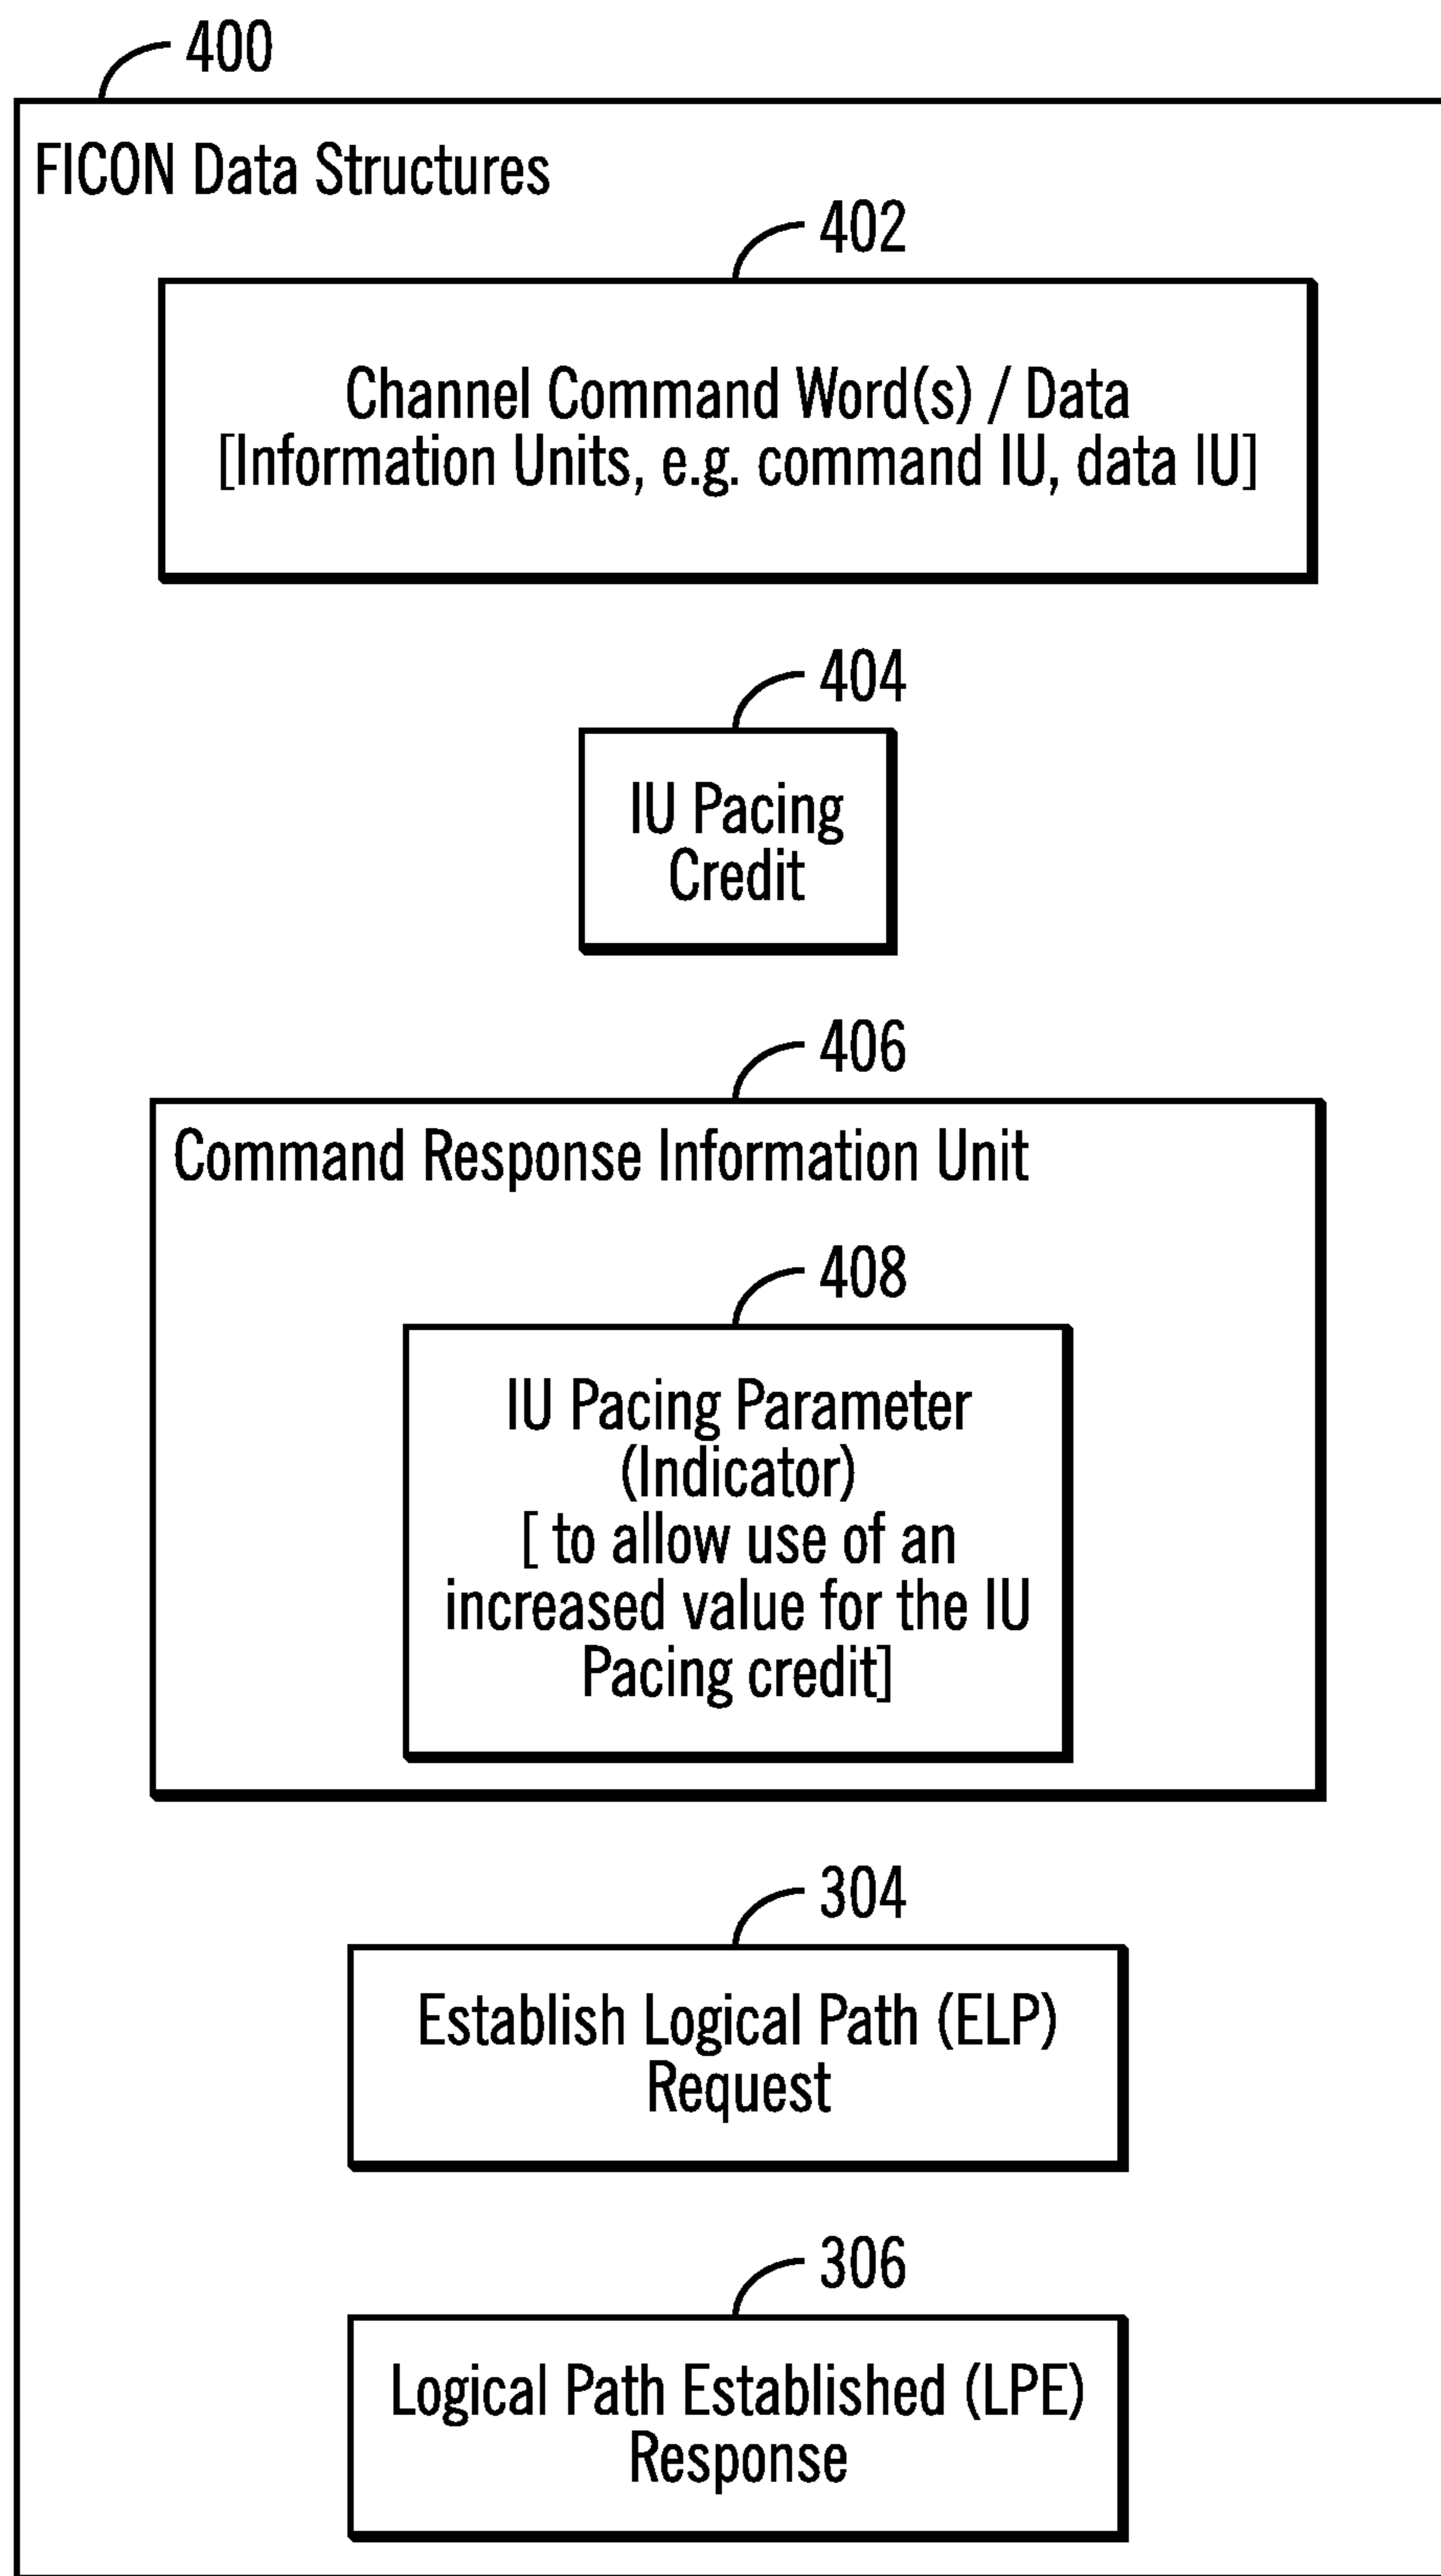 400
FICON Data Structures
402
Channel Command Word(s) / Data
[Information Units, e.g. command IU, data IU]
404
IU Pacing
Credit
406
Command Response Information Unit
408
IU Pacing Parameter
(Indicator)
[ to allow use of an
increased value for the IU
Pacing credit]
304
Establish Logical Path (ELP)
Request
306
Logical Path Established (LPE)
Response